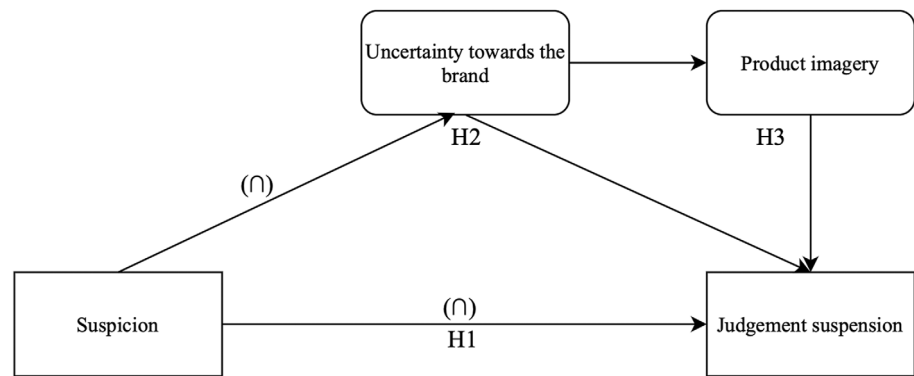 Uncertainty towards the
brand
Product imagery
H2
H3
(∩)
(∩)
Suspicion
H1
Judgement suspension